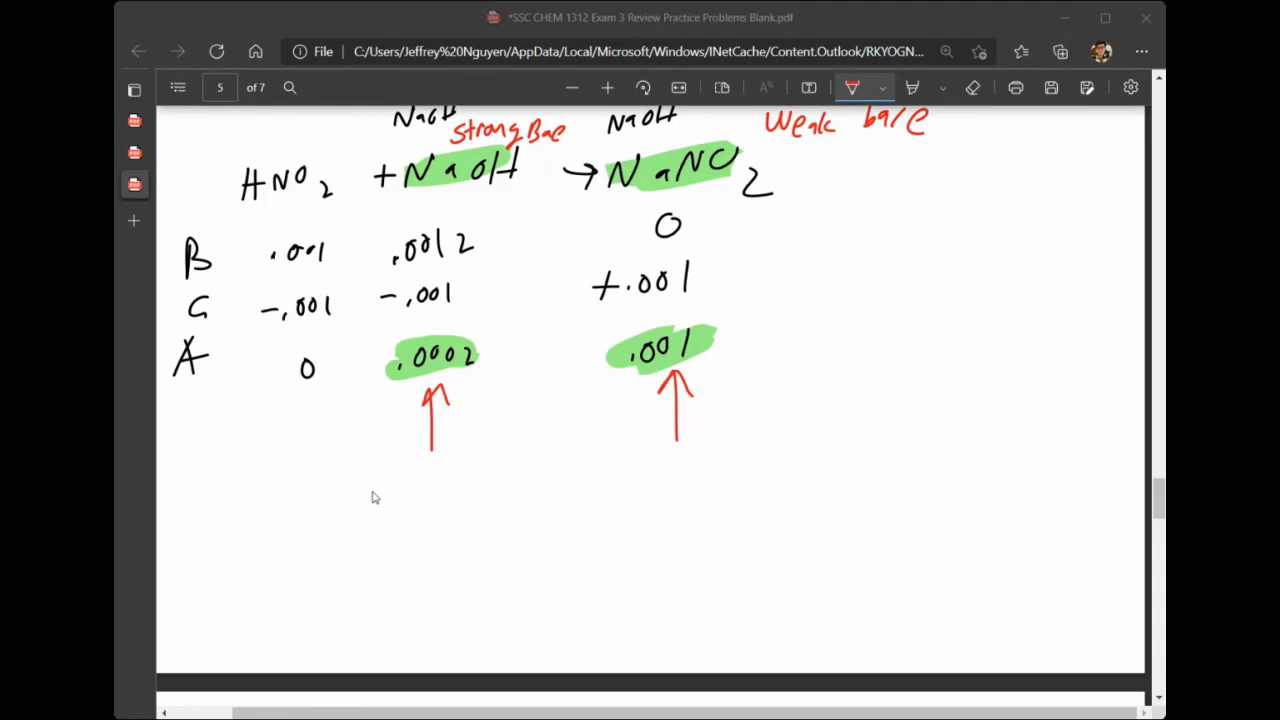 *SSC CHEM 1312 Exam 3 Review Practice Problems Blank.pdf
File C:/Users/Jeffrey%20Nguyen/AppData/Local/Microsoft/Windows/INetCache/Content.Outlook/RKYOGN...
5 of 7
NaOH NaOH Weak base
Strong Bae
HNO2 + NaOH → NaNO2
B .001 .0012 0
C -.001 -.001 +.001
A 0 .0002 .001